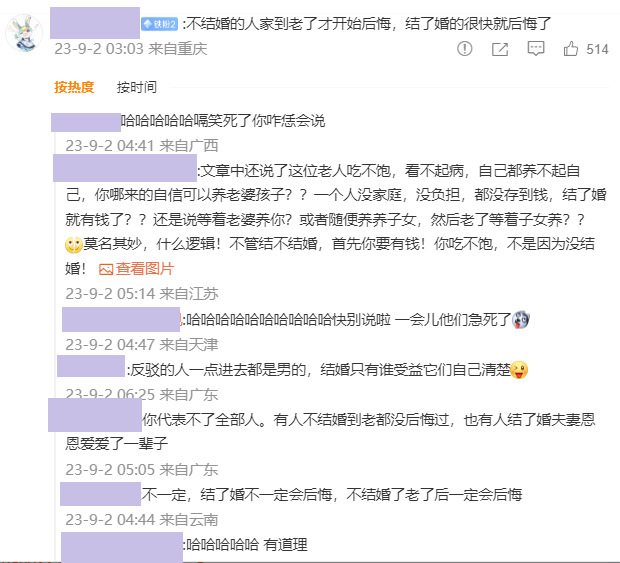 铁粉2 :不结婚的人家到老了才开始后悔，结了婚的很快就后悔了
23-9-2 03:03 来自重庆 514
按热度 按时间
哈哈哈哈哈嗝笑死了你咋恁会说
23-9-2 04:41 来自广西
:文章中还说了这位老人吃不饱，看不起病，自己都养不起自
己，你哪来的自信可以养老婆孩子？？一个人没家庭，没负担，都没存到钱，结了婚
就有钱了？？还是说等着老婆养你？或者随便养养子女，然后老了等着子女养？？
莫名其妙，什么逻辑！不管结不结婚，首先你要有钱！你吃不饱，不是因为没结
婚！ 查看图片
23-9-2 05:14 来自江苏
:哈哈哈哈哈哈哈哈哈哈快别说啦 一会儿他们急死了
23-9-2 04:47 来自天津
:反驳的人一点进去都是男的，结婚只有谁受益它们自己清楚
23-9-2 06:25 来自广东
你代表不了全部人。有人不结婚到老都没后悔过，也有人结了婚夫妻恩
恩爱爱了一辈子
23-9-2 05:05 来自广东
不一定，结了婚不一定会后悔，不结婚了老了后一定会后悔
23-9-2 04:44 来自云南
:哈哈哈哈哈 有道理